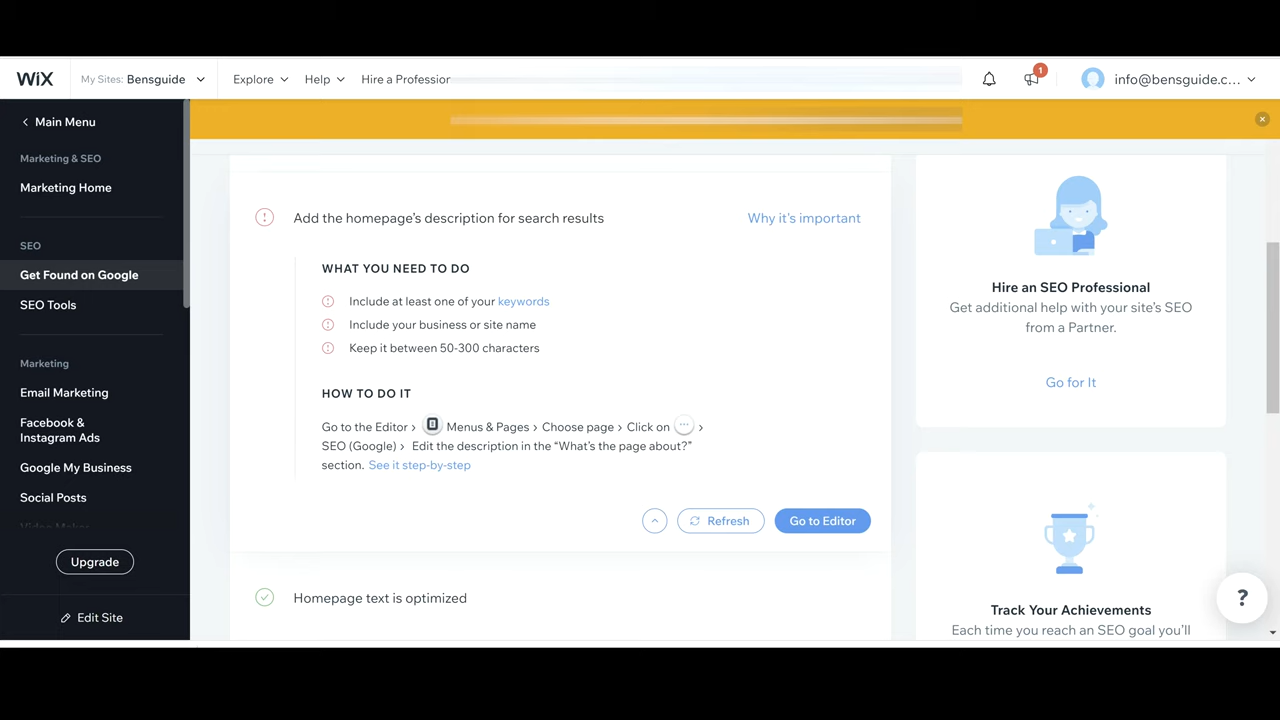 WiX
My Sites: Bensguide
Explore
Help
Hire a Profession
1
info@bensguide.c...
Main Menu
Marketing & SEO
Marketing Home
SEO
Get Found on Google
SEO Tools
Marketing
Email Marketing
Facebook &
Instagram Ads
Google My Business
Social Posts
Video Maker
Upgrade
Edit Site
Add the homepage's description for search results
Why it's important
WHAT YOU NEED TO DO
Include at least one of your keywords
Include your business or site name
Keep it between 50-300 characters
HOW TO DO IT
Go to the Editor > Menus & Pages > Choose page > Click on ... >
SEO (Google) > Edit the description in the “What's the page about?”
section. See it step-by-step
Refresh
Go to Editor
Homepage text is optimized
Hire an SEO Professional
Get additional help with your site's SEO
from a Partner.
Go for It
Track Your Achievements
Each time you reach an SEO goal you'll
?